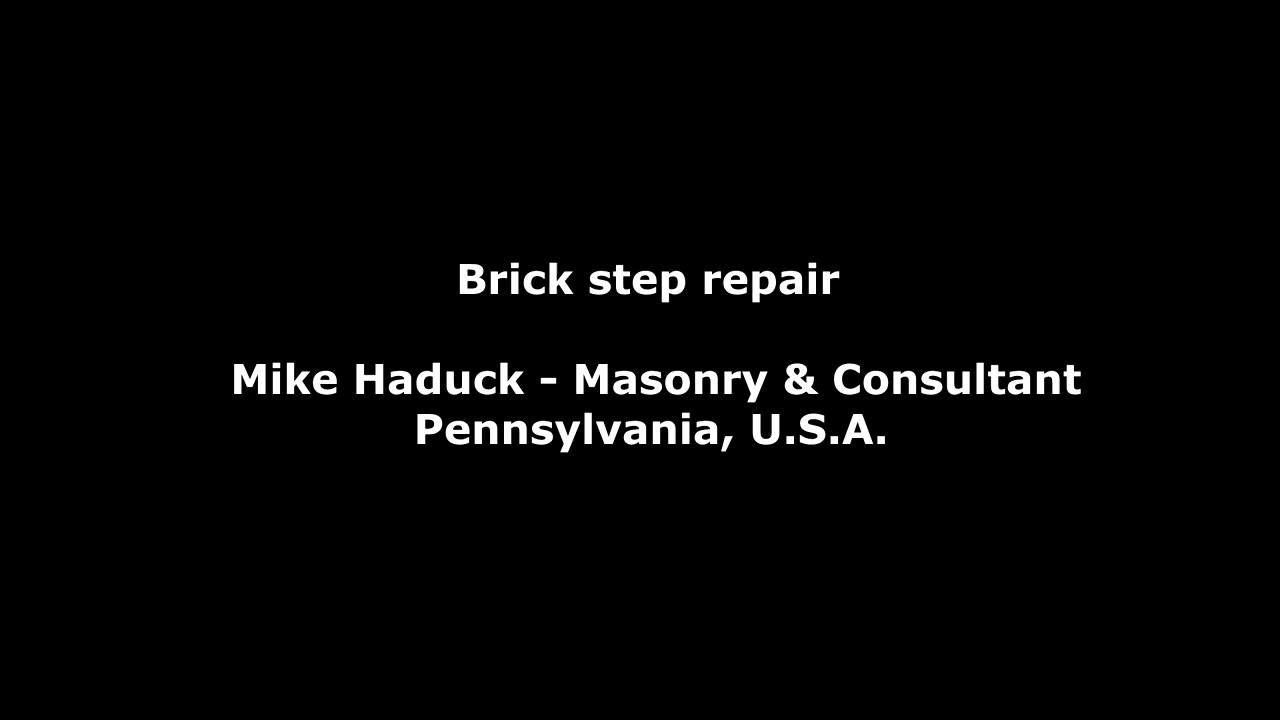 Brick step repair
Mike Haduck - Masonry & Consultant
Pennsylvania, U.S.A.